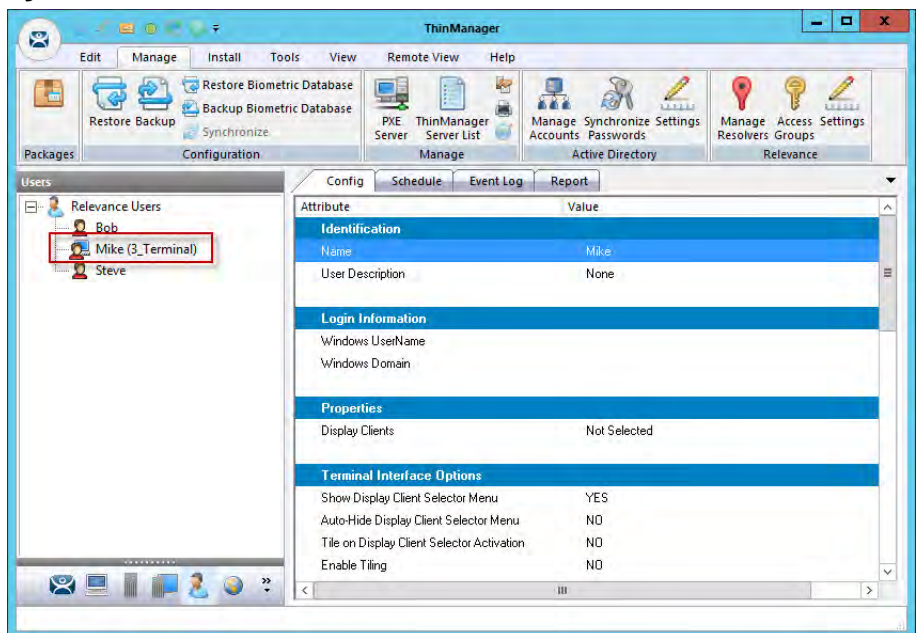 ThinManager
Edit Manage Install Tools View Remote View Help
Restore Backup
Restore Biometric Database
Backup Biometric Database
Synchronize
PXE Server
ThinManager Server List
Manage Accounts
Synchronize Passwords
Settings
Manage Resolvers
Access Groups
Settings
Packages Configuration Manage Active Directory Relevance
Users
Relevance Users
Bob
Mike (3_Terminal)
Steve
Config Schedule Event Log Report
Attribute Value
Identification
Name Mike
User Description None
Login Information
Windows UserName
Windows Domain
Properties
Display Clients Not Selected
Terminal Interface Options
Show Display Client Selector Menu YES
Auto-Hide Display Client Selector Menu NO
Tile on Display Client Selector Activation NO
Enable Tiling NO